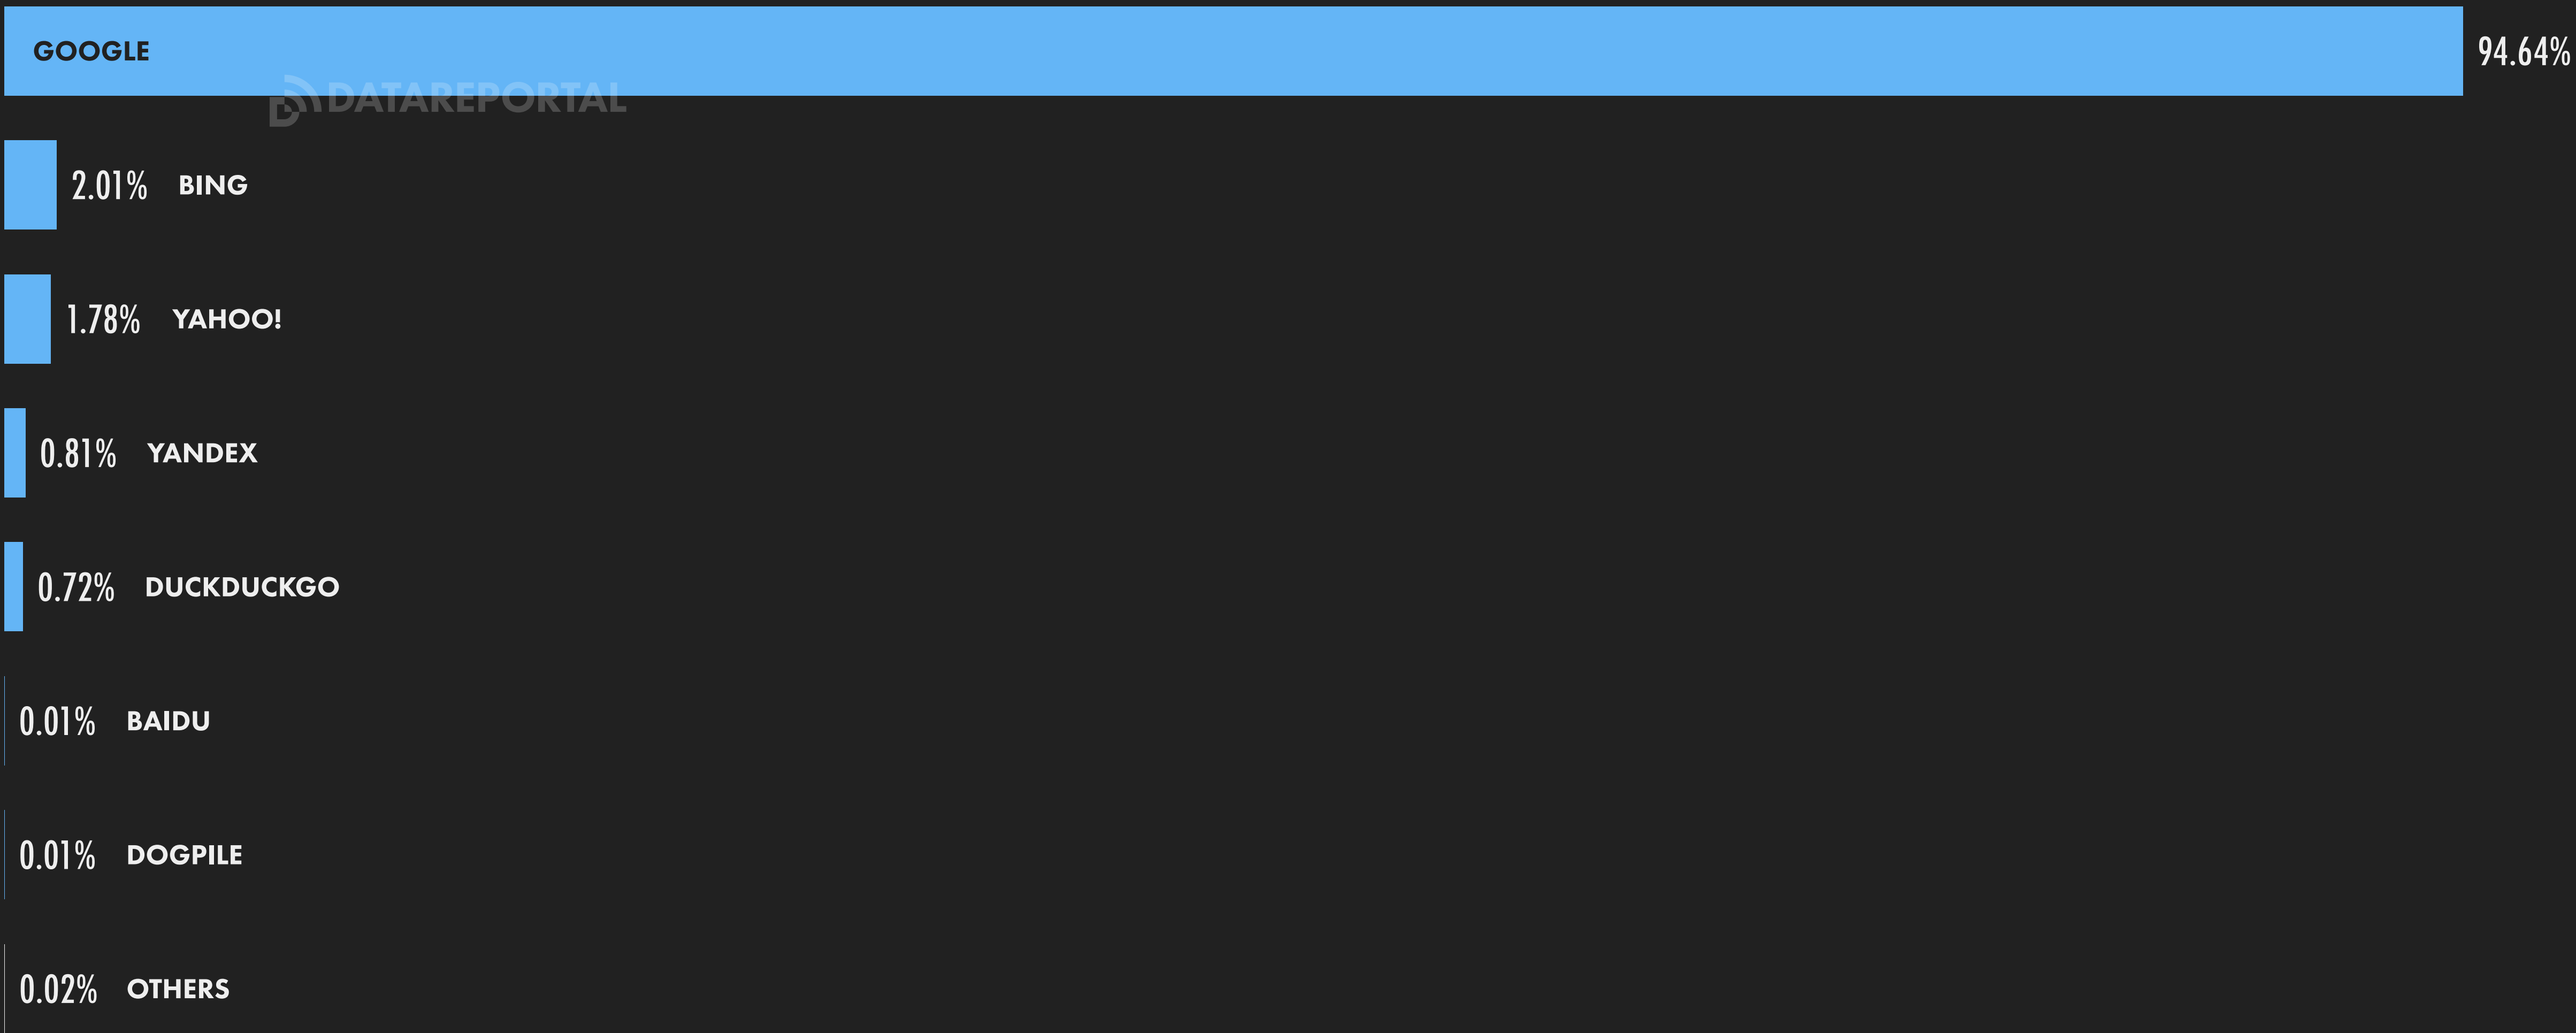 GOOGLE 94.64%
DATAREPORTAL
2.01% BING
1.78% YAHOO!
0.81% YANDEX
0.72% DUCKDUCKGO
0.01% BAIDU
0.01% DOGPILE
0.02% OTHERS